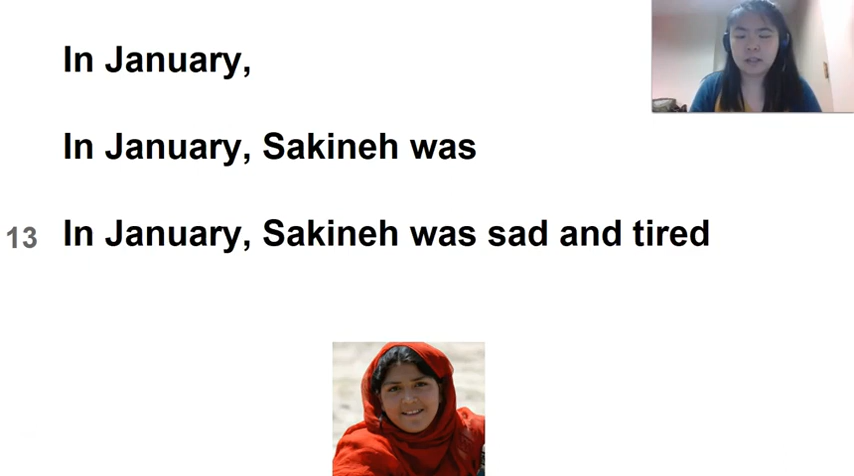 In January,
In January, Sakineh was
13 In January, Sakineh was sad and tired